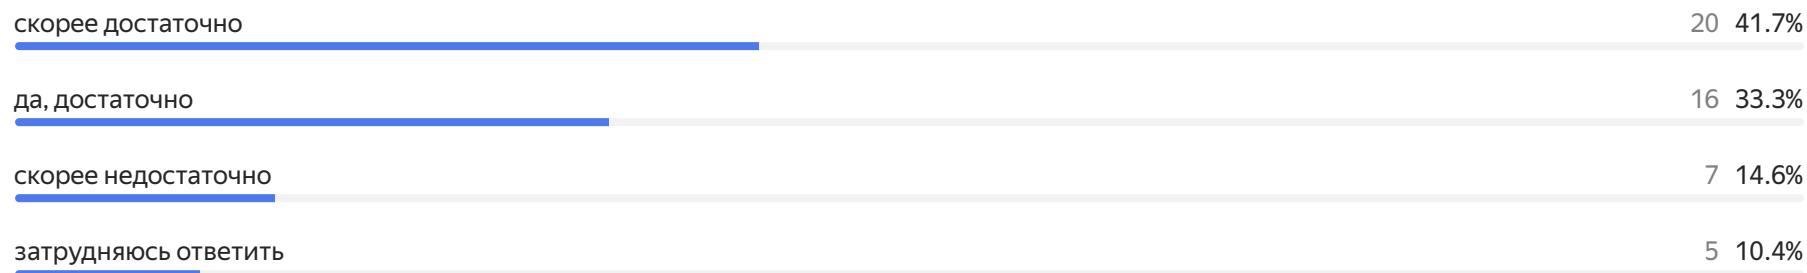 скорее достаточно 20 41.7%
да, достаточно 16 33.3%
скорее недостаточно 7 14.6%
затрудняюсь ответить 5 10.4%